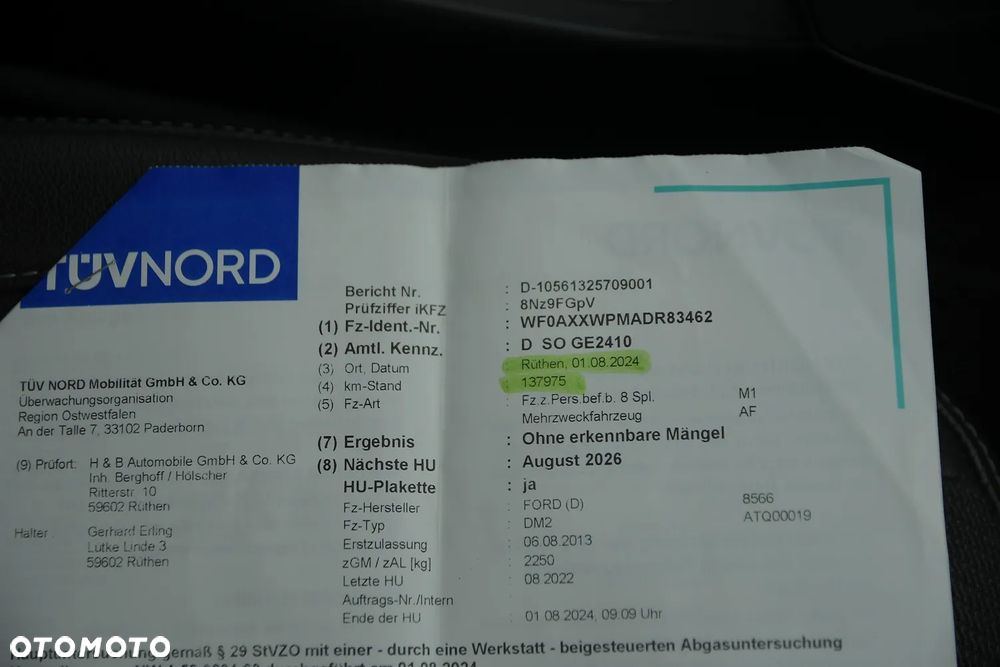 TÜVNORD
Bericht Nr. : D-10561325709001
Prüfziffer iKFZ : 8Nz9FGpV
(1) Fz-Ident.-Nr. : WF0AXXWPMADR83462
(2) Amtl. Kennz. : D SO GE2410
(3) Ort, Datum : Rüthen, 01.08.2024
(4) km-Stand : 137975
(5) Fz-Art : Fz.z.Pers.bef.b. 8 Spl. M1
Mehrzweckfahrzeug AF
(7) Ergebnis : Ohne erkennbare Mängel
(8) Nächste HU : August 2026
HU-Plakette : ja
Fz-Hersteller : FORD (D) 8566
Fz-Typ : DM2 ATQ00019
Erstzulassung : 06.08.2013
zGM / zAL [kg] : 2250
Letzte HU : 08.2022
Auftrags-Nr./Intern :
Ende der HU : 01.08.2024, 09.09 Uhr
TÜV NORD Mobilität GmbH & Co. KG
Überwachungsorganisation
Region Ostwestfalen
An der Talle 7, 33102 Paderborn
(9) Prüfort: H & B Automobile GmbH & Co. KG
Inh. Berghoff / Hölscher
Ritterstr. 10
59602 Rüthen
Halter : Gerhard Erling
Lutke Linde 3
59602 Rüthen
Hauptuntersuchung gemäß § 29 StVZO mit einer - durch eine Werkstatt - beigesteuerten Abgasuntersuchung
durchgeführt am 01.08.2024
OTOMOTO